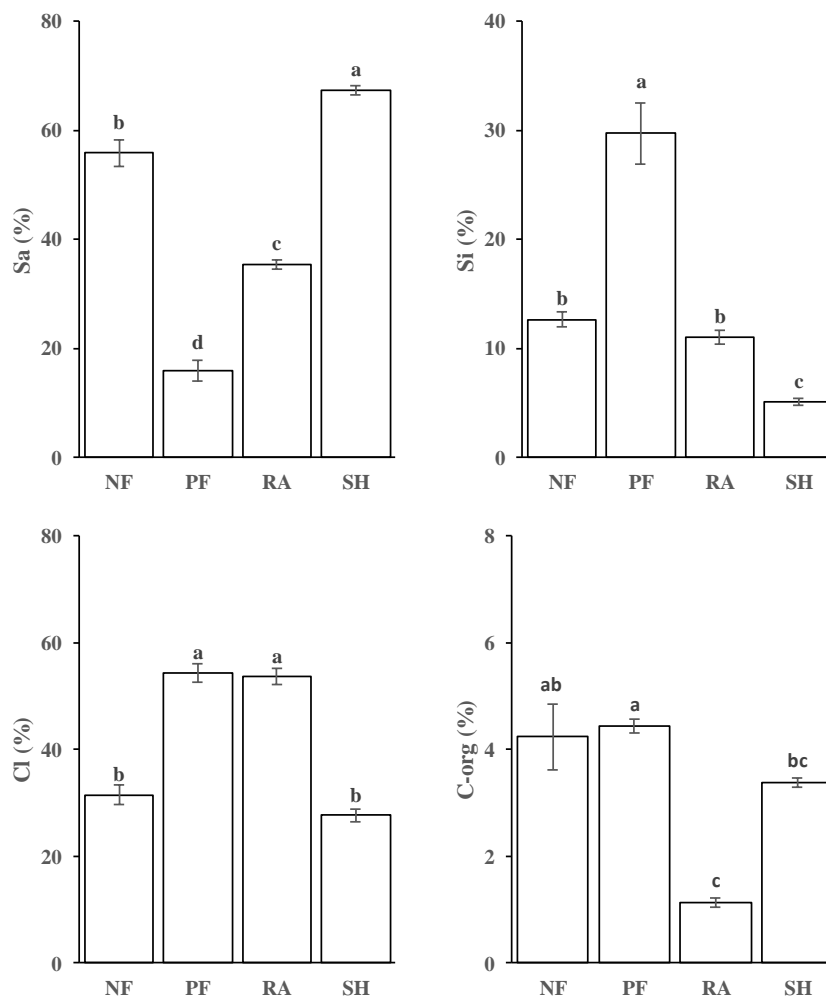 80
60
40
20
0
Sa (%)
b
d
c
a
NF PF RA SH
40
30
20
10
0
Si (%)
b
a
b
c
NF PF RA SH
80
60
40
20
0
Cl (%)
b
a
a
b
NF PF RA SH
8
6
4
2
0
C-org (%)
ab
a
c
bc
NF PF RA SH